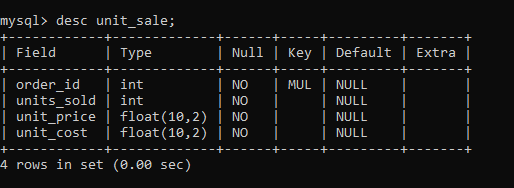 mysql> desc unit_sale;
+------------+-------------+------+-----+---------+-------+
| Field      | Type        | Null | Key | Default | Extra |
+------------+-------------+------+-----+---------+-------+
| order_id   | int         | NO   | MUL | NULL    |       |
| units_sold | int         | NO   |     | NULL    |       |
| unit_price | float(10,2) | NO   |     | NULL    |       |
| unit_cost  | float(10,2) | NO   |     | NULL    |       |
+------------+-------------+------+-----+---------+-------+
4 rows in set (0.00 sec)